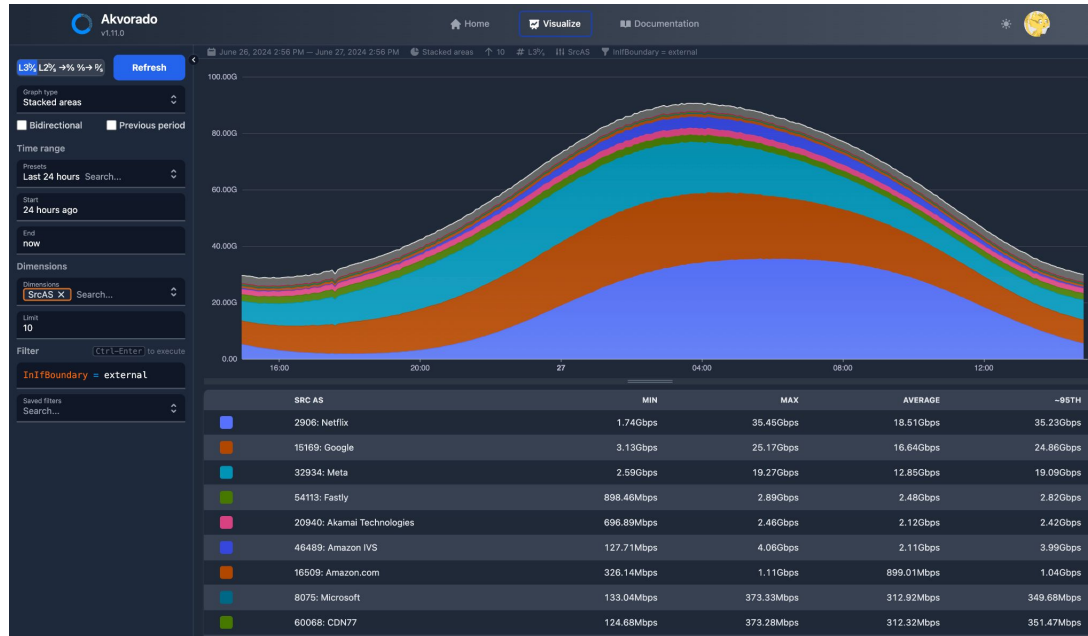 Akvorado
v1.11.0
Home
Visualize
Documentation
June 26, 2024 2:56 PM — June 27, 2024 2:56 PM Stacked areas ↑ 10 # L3⅟s SrcAS InIfBoundary = external
L3⅟s L2⅟s →% %→ ᵖ⁄s Refresh
Graph type
Stacked areas
Bidirectional Previous period
Time range
Presets
Last 24 hours Search...
Start
24 hours ago
End
now
Dimensions
Dimensions
SrcAS × Search...
Limit
10
Filter Ctrl-Enter to execute
InIfBoundary = external
Saved filters
Search...
100.00G
80.00G
60.00G
40.00G
20.00G
0.00
16:00 20:00 27 04:00 08:00 12:00
SRC AS MIN MAX AVERAGE ~95TH
2906: Netflix 1.74Gbps 35.45Gbps 18.51Gbps 35.23Gbps
15169: Google 3.13Gbps 25.17Gbps 16.64Gbps 24.86Gbps
32934: Meta 2.59Gbps 19.27Gbps 12.85Gbps 19.09Gbps
54113: Fastly 898.46Mbps 2.89Gbps 2.48Gbps 2.82Gbps
20940: Akamai Technologies 696.89Mbps 2.46Gbps 2.12Gbps 2.42Gbps
46489: Amazon IVS 127.71Mbps 4.06Gbps 2.11Gbps 3.99Gbps
16509: Amazon.com 326.14Mbps 1.11Gbps 899.01Mbps 1.04Gbps
8075: Microsoft 133.04Mbps 373.33Mbps 312.92Mbps 349.68Mbps
60068: CDN77 124.68Mbps 373.28Mbps 312.32Mbps 351.47Mbps